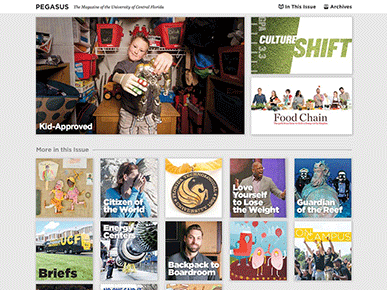 PEGASUS The Magazine of the University of Central Florida
In This Issue
Archives
Kid-Approved
CULTURE
SHIFT
Food Chain
More in this Issue
Citizen
of the World
Love
Yourself
to Lose
the Weight
Guardian
of the Reef
UCF
Briefs
Energy
Centers
Backpack to
Boardroom
ON CAMPUS